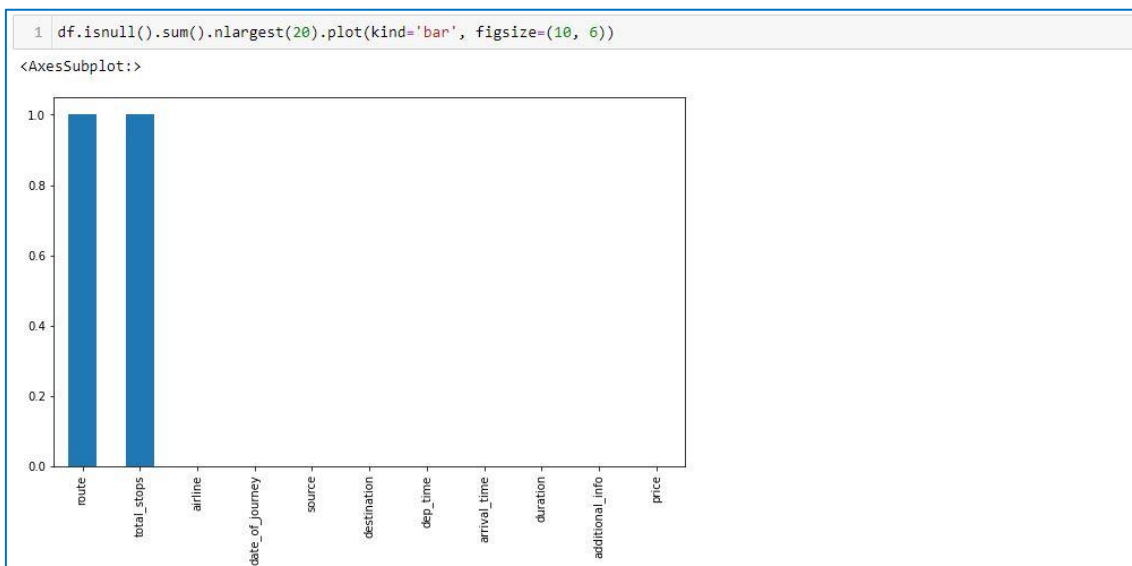 1 df.isnull().sum().nlargest(20).plot(kind='bar', figsize=(10, 6))
<AxesSubplot:>
1.0
0.8
0.6
0.4
0.2
0.0
route
total_stops
airline
date_of_journey
source
destination
dep_time
arrival_time
duration
additional_info
price